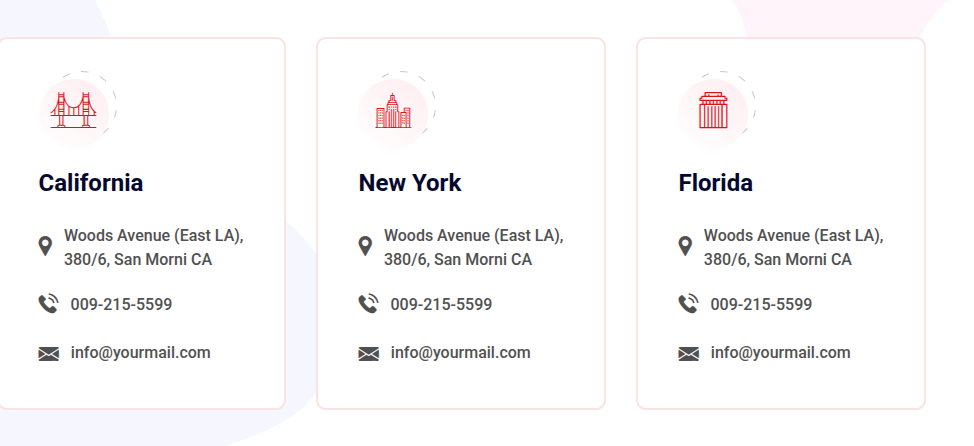 California
Woods Avenue (East LA),
380/6, San Morni CA
009-215-5599
info@yourmail.com
New York
Woods Avenue (East LA),
380/6, San Morni CA
009-215-5599
info@yourmail.com
Florida
Woods Avenue (East LA),
380/6, San Morni CA
009-215-5599
info@yourmail.com